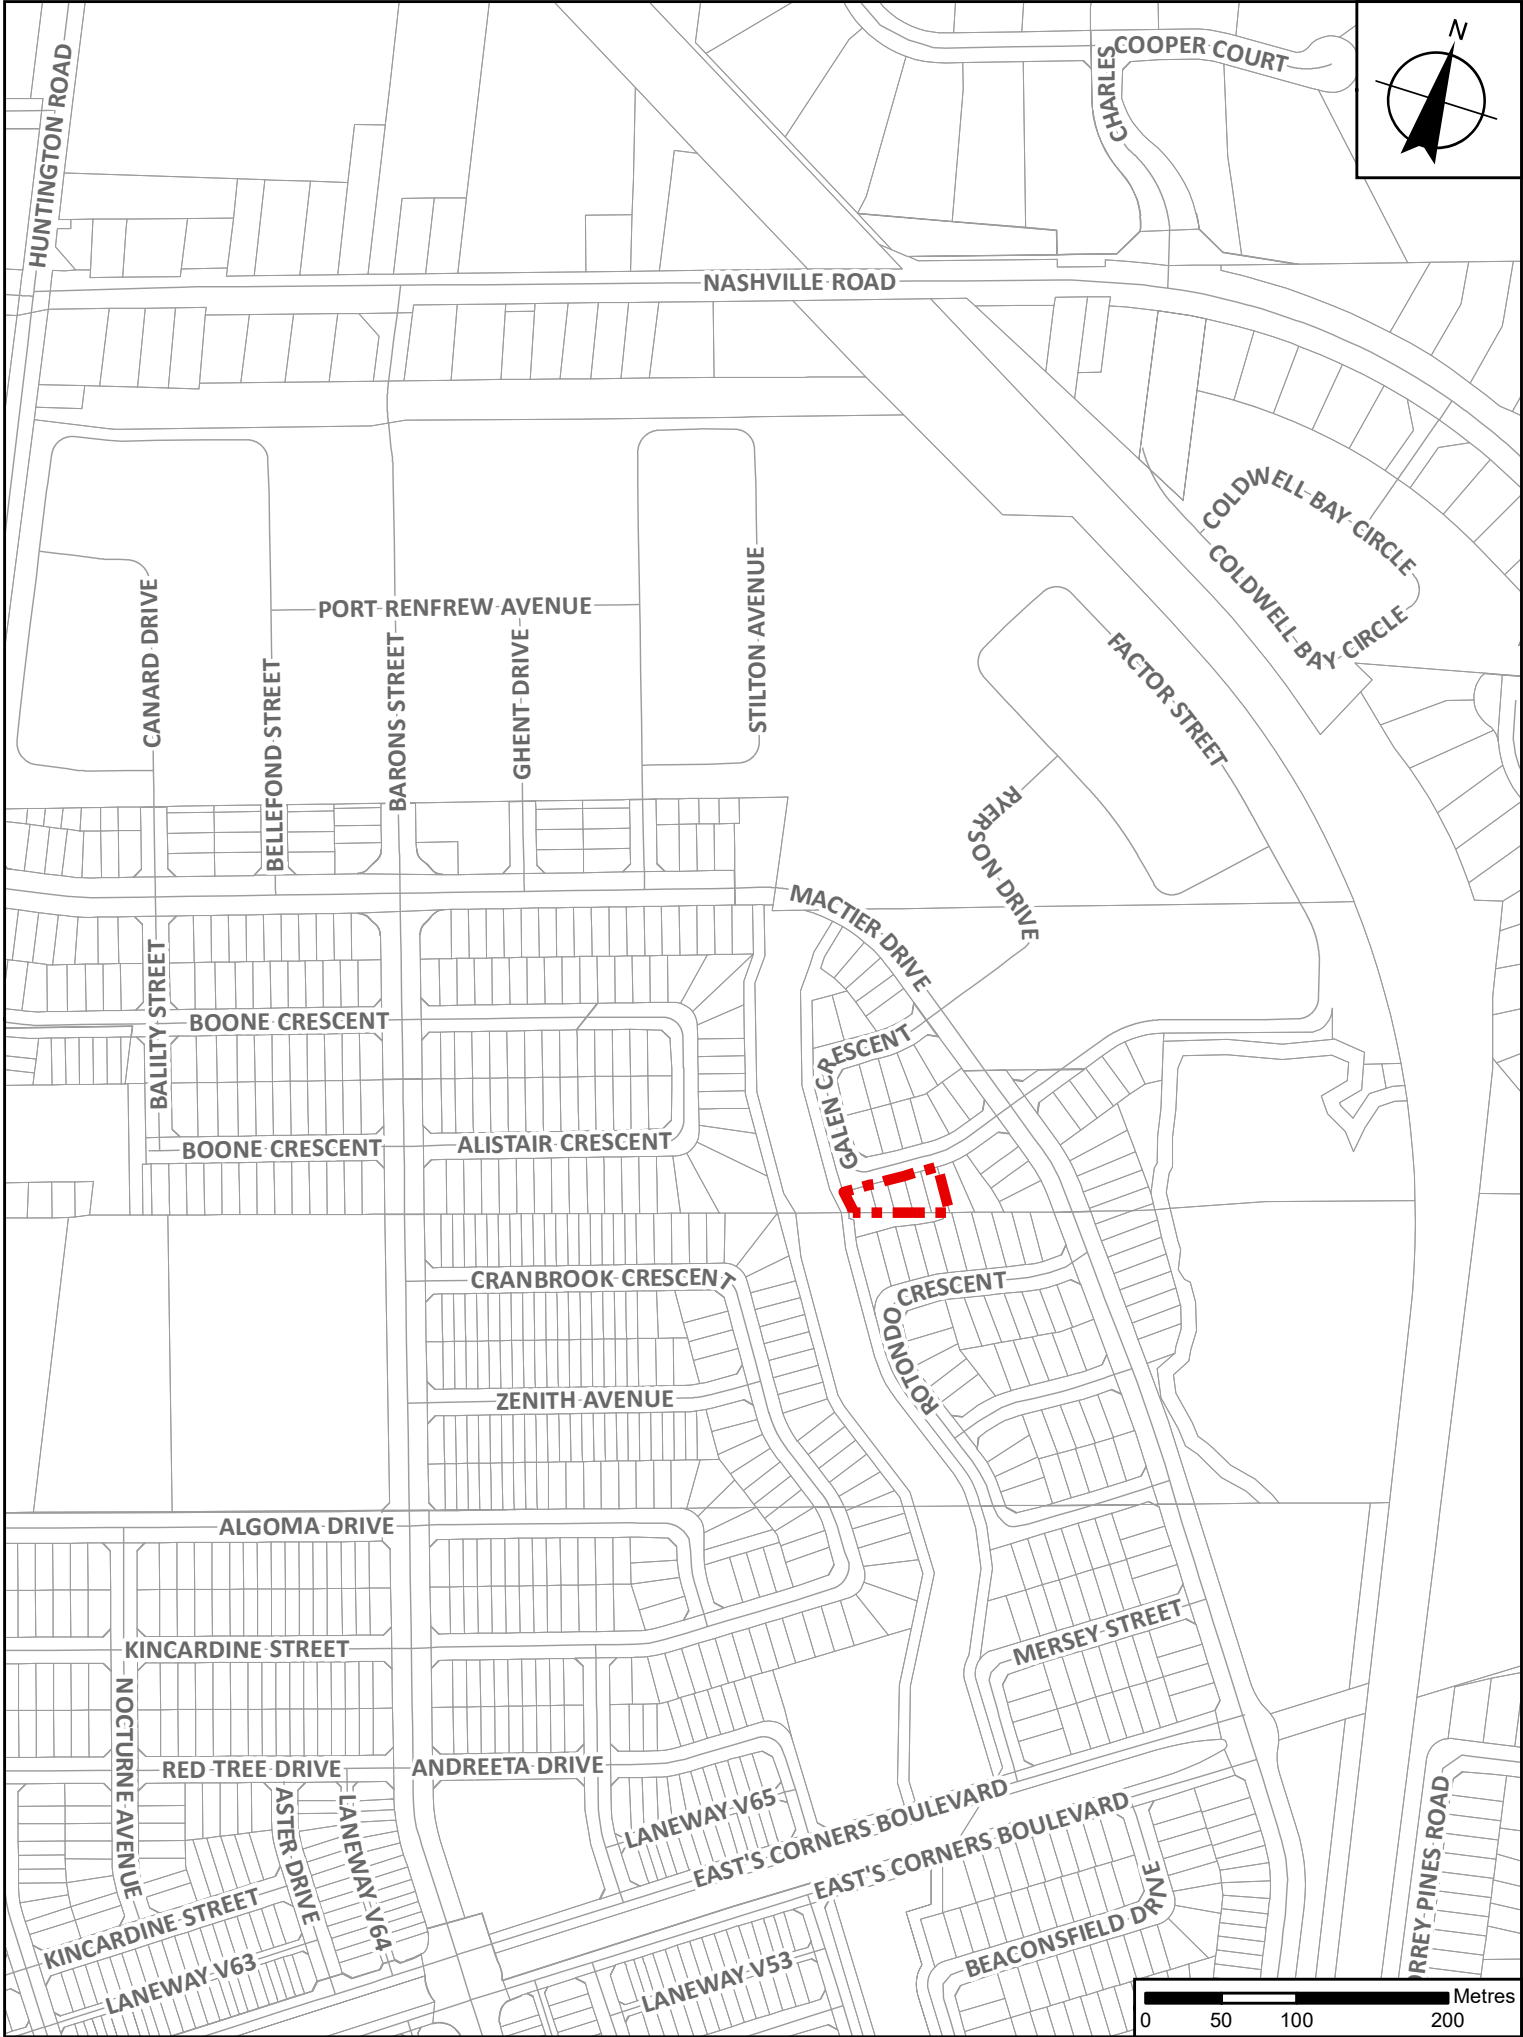 N
COOPER COURT
CHARLES
HUNTINGTON ROAD
NASHVILLE ROAD
COLDWELL BAY CIRCLE
COLDWELL BAY CIRCLE
CANARD DRIVE
PORT RENFREW AVENUE
STILTON AVENUE
BELLEFOND STREET
BARONS STREET
GHENT DRIVE
FACTOR STREET
RYERSON DRIVE
MACTIER DRIVE
BALILTY STREET
BOONE CRESCENT
GALEN CRESCENT
BOONE CRESCENT
ALISTAIR CRESCENT
CRANBROOK CRESCENT
ROTONDO CRESCENT
ZENITH AVENUE
ALGOMA DRIVE
KINCARDINE STREET
MERSEY STREET
NOCTURNE AVENUE
RED TREE DRIVE
ANDREETA DRIVE
ASTER DRIVE
LANEWAY V64
LANEWAY V65
EAST'S CORNERS BOULEVARD
EAST'S CORNERS BOULEVARD
ORREY PINES ROAD
KINCARDINE STREET
BEACONSFIELD DRIVE
LANEWAY V63
LANEWAY V53
Metres
0 50 100 200